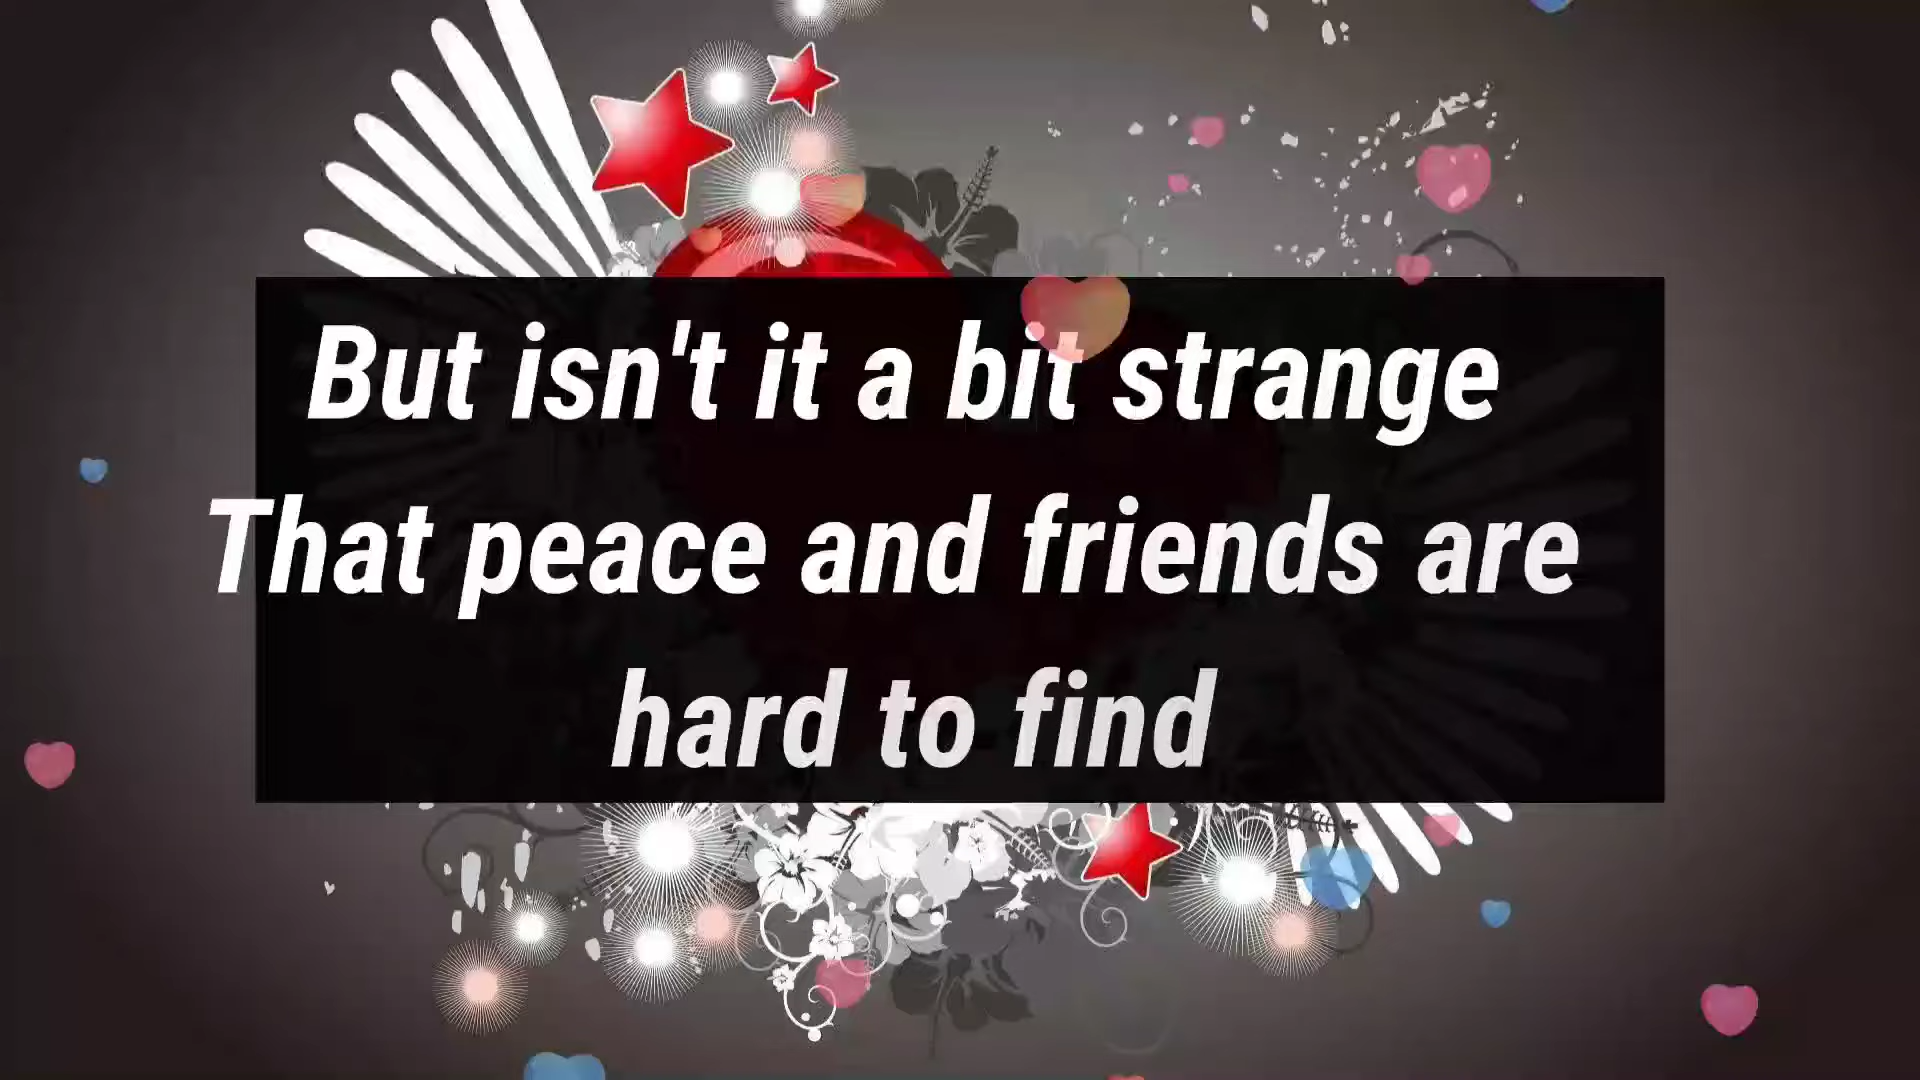 But isn't it a bit strange
That peace and friends are
hard to find